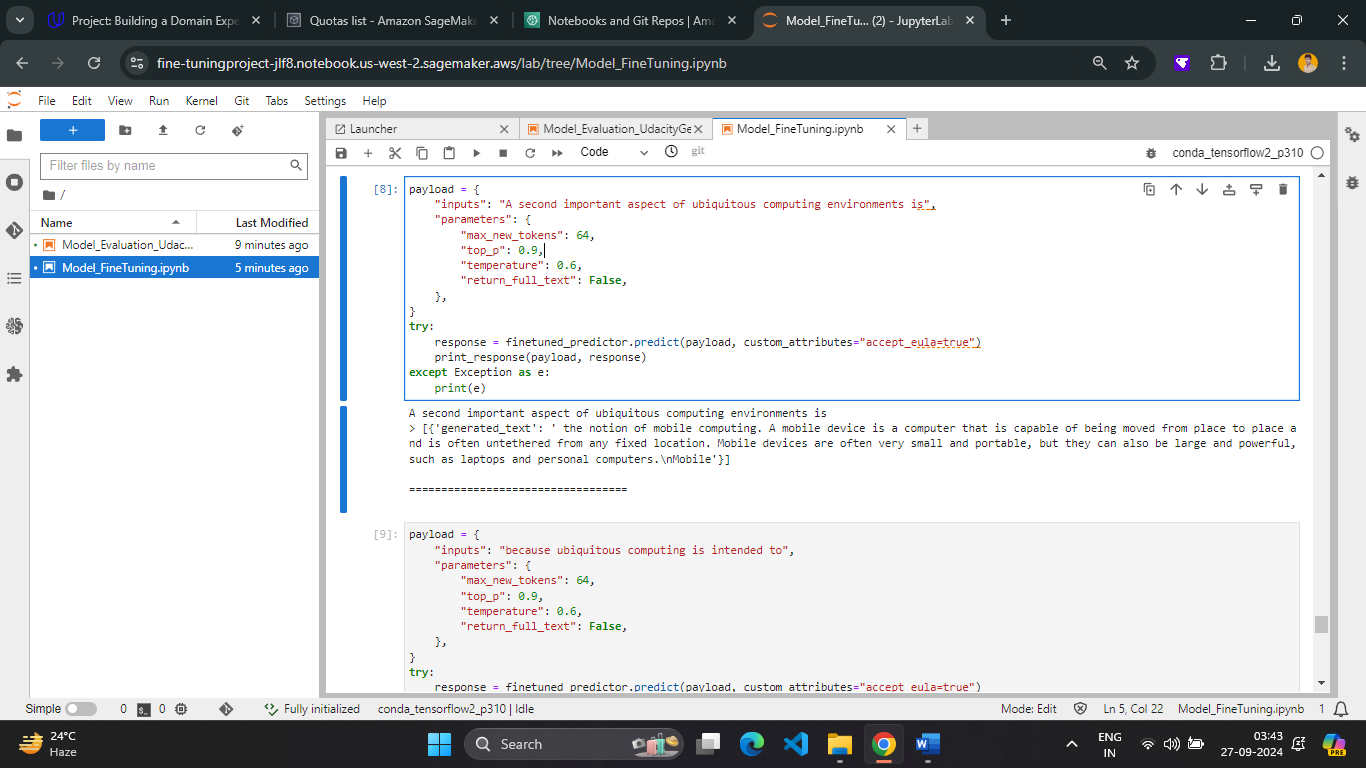 Project: Building a Domain Expe
Quotas list - Amazon SageMake
Notebooks and Git Repos | Ama
Model_FineTu... (2) - JupyterLab
fine-tuningproject-jlf8.notebook.us-west-2.sagemaker.aws/lab/tree/Model_FineTuning.ipynb
File Edit View Run Kernel Git Tabs Settings Help
Filter files by name
/
Name Last Modified
Model_Evaluation_Udac... 9 minutes ago
Model_FineTuning.ipynb 5 minutes ago
Launcher
Model_Evaluation_UdacityGe
Model_FineTuning.ipynb
Code
git
conda_tensorflow2_p310
[8]:
payload = {
    "inputs": "A second important aspect of ubiquitous computing environments is",
    "parameters": {
        "max_new_tokens": 64,
        "top_p": 0.9,
        "temperature": 0.6,
        "return_full_text": False,
    },
}
try:
    response = finetuned_predictor.predict(payload, custom_attributes="accept_eula=true")
    print_response(payload, response)
except Exception as e:
    print(e)
A second important aspect of ubiquitous computing environments is
> [{'generated_text': ' the notion of mobile computing. A mobile device is a computer that is capable of being moved from place to place a
nd is often untethered from any fixed location. Mobile devices are often very small and portable, but they can also be large and powerful,
such as laptops and personal computers.\nMobile'}]
==================================
[9]:
payload = {
    "inputs": "because ubiquitous computing is intended to",
    "parameters": {
        "max_new_tokens": 64,
        "top_p": 0.9,
        "temperature": 0.6,
        "return_full_text": False,
    },
}
try:
    response = finetuned_predictor.predict(payload, custom_attributes="accept_eula=true")
Simple 0 0 Fully initialized conda_tensorflow2_p310 | Idle Mode: Edit Ln 5, Col 22 Model_FineTuning.ipynb 1
24°C
Haze
Search
ENG
IN
03:43
27-09-2024
PRE